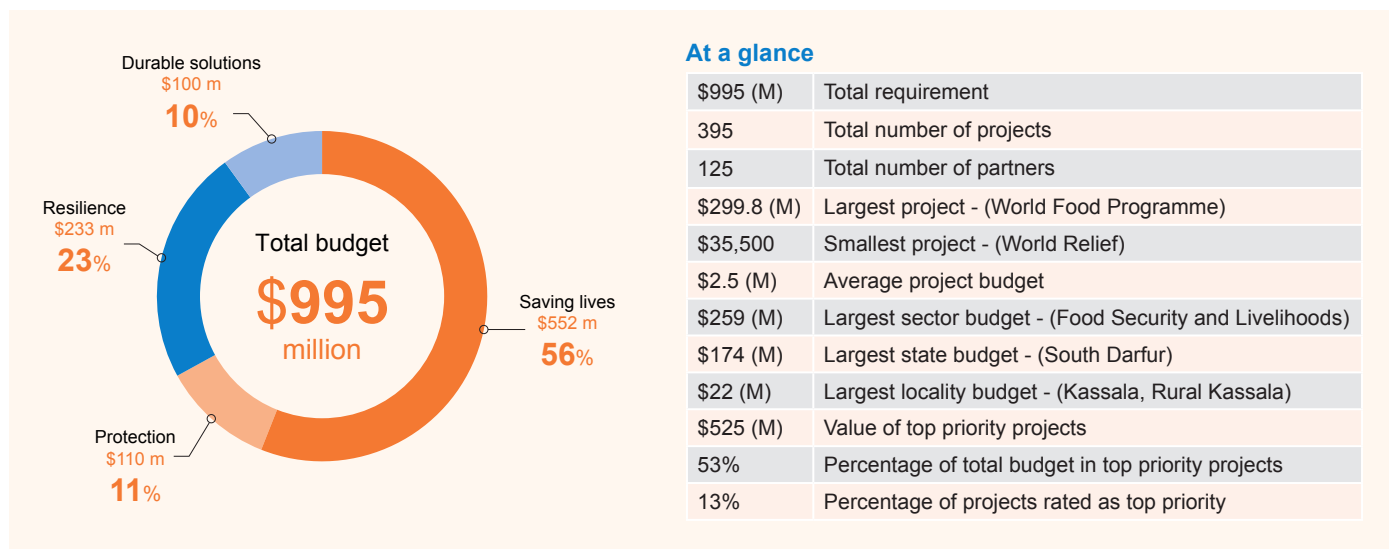 Durable solutions
$100 m
10%
Resilience
$233 m
23%
Total budget
$995
million
Saving lives
$552 m
56%
Protection
$110 m
11%
At a glance
$995 (M) Total requirement
395 Total number of projects
125 Total number of partners
$299.8 (M) Largest project - (World Food Programme)
$35,500 Smallest project - (World Relief)
$2.5 (M) Average project budget
$259 (M) Largest sector budget - (Food Security and Livelihoods)
$174 (M) Largest state budget - (South Darfur)
$22 (M) Largest locality budget - (Kassala, Rural Kassala)
$525 (M) Value of top priority projects
53% Percentage of total budget in top priority projects
13% Percentage of projects rated as top priority